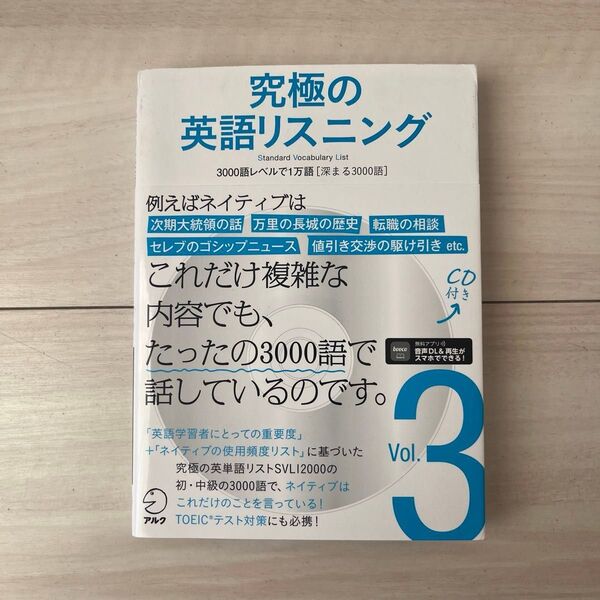 究極の
英語リスニング
Standard Vocabulary List
3000語レベルで1万語[深まる3000語]
例えばネイティブは
次期大統領の話 万里の長城の歴史 転職の相談
セレブのゴシップニュース 値引き交渉の駆け引き etc.
これだけ複雑な
内容でも、
たったの3000語で
話しているのです。
CD
付き
booco
無料アプリ
音声DL&再生が
スマホでできる!
「英語学習者にとっての重要度」
+「ネイティブの使用頻度リスト」に基づいた
究極の英単語リストSVL12000の
初・中級の3000語で、ネイティブは
これだけのことを言っている!
TOEIC®テスト対策にも必携!
Vol.
3
アルク